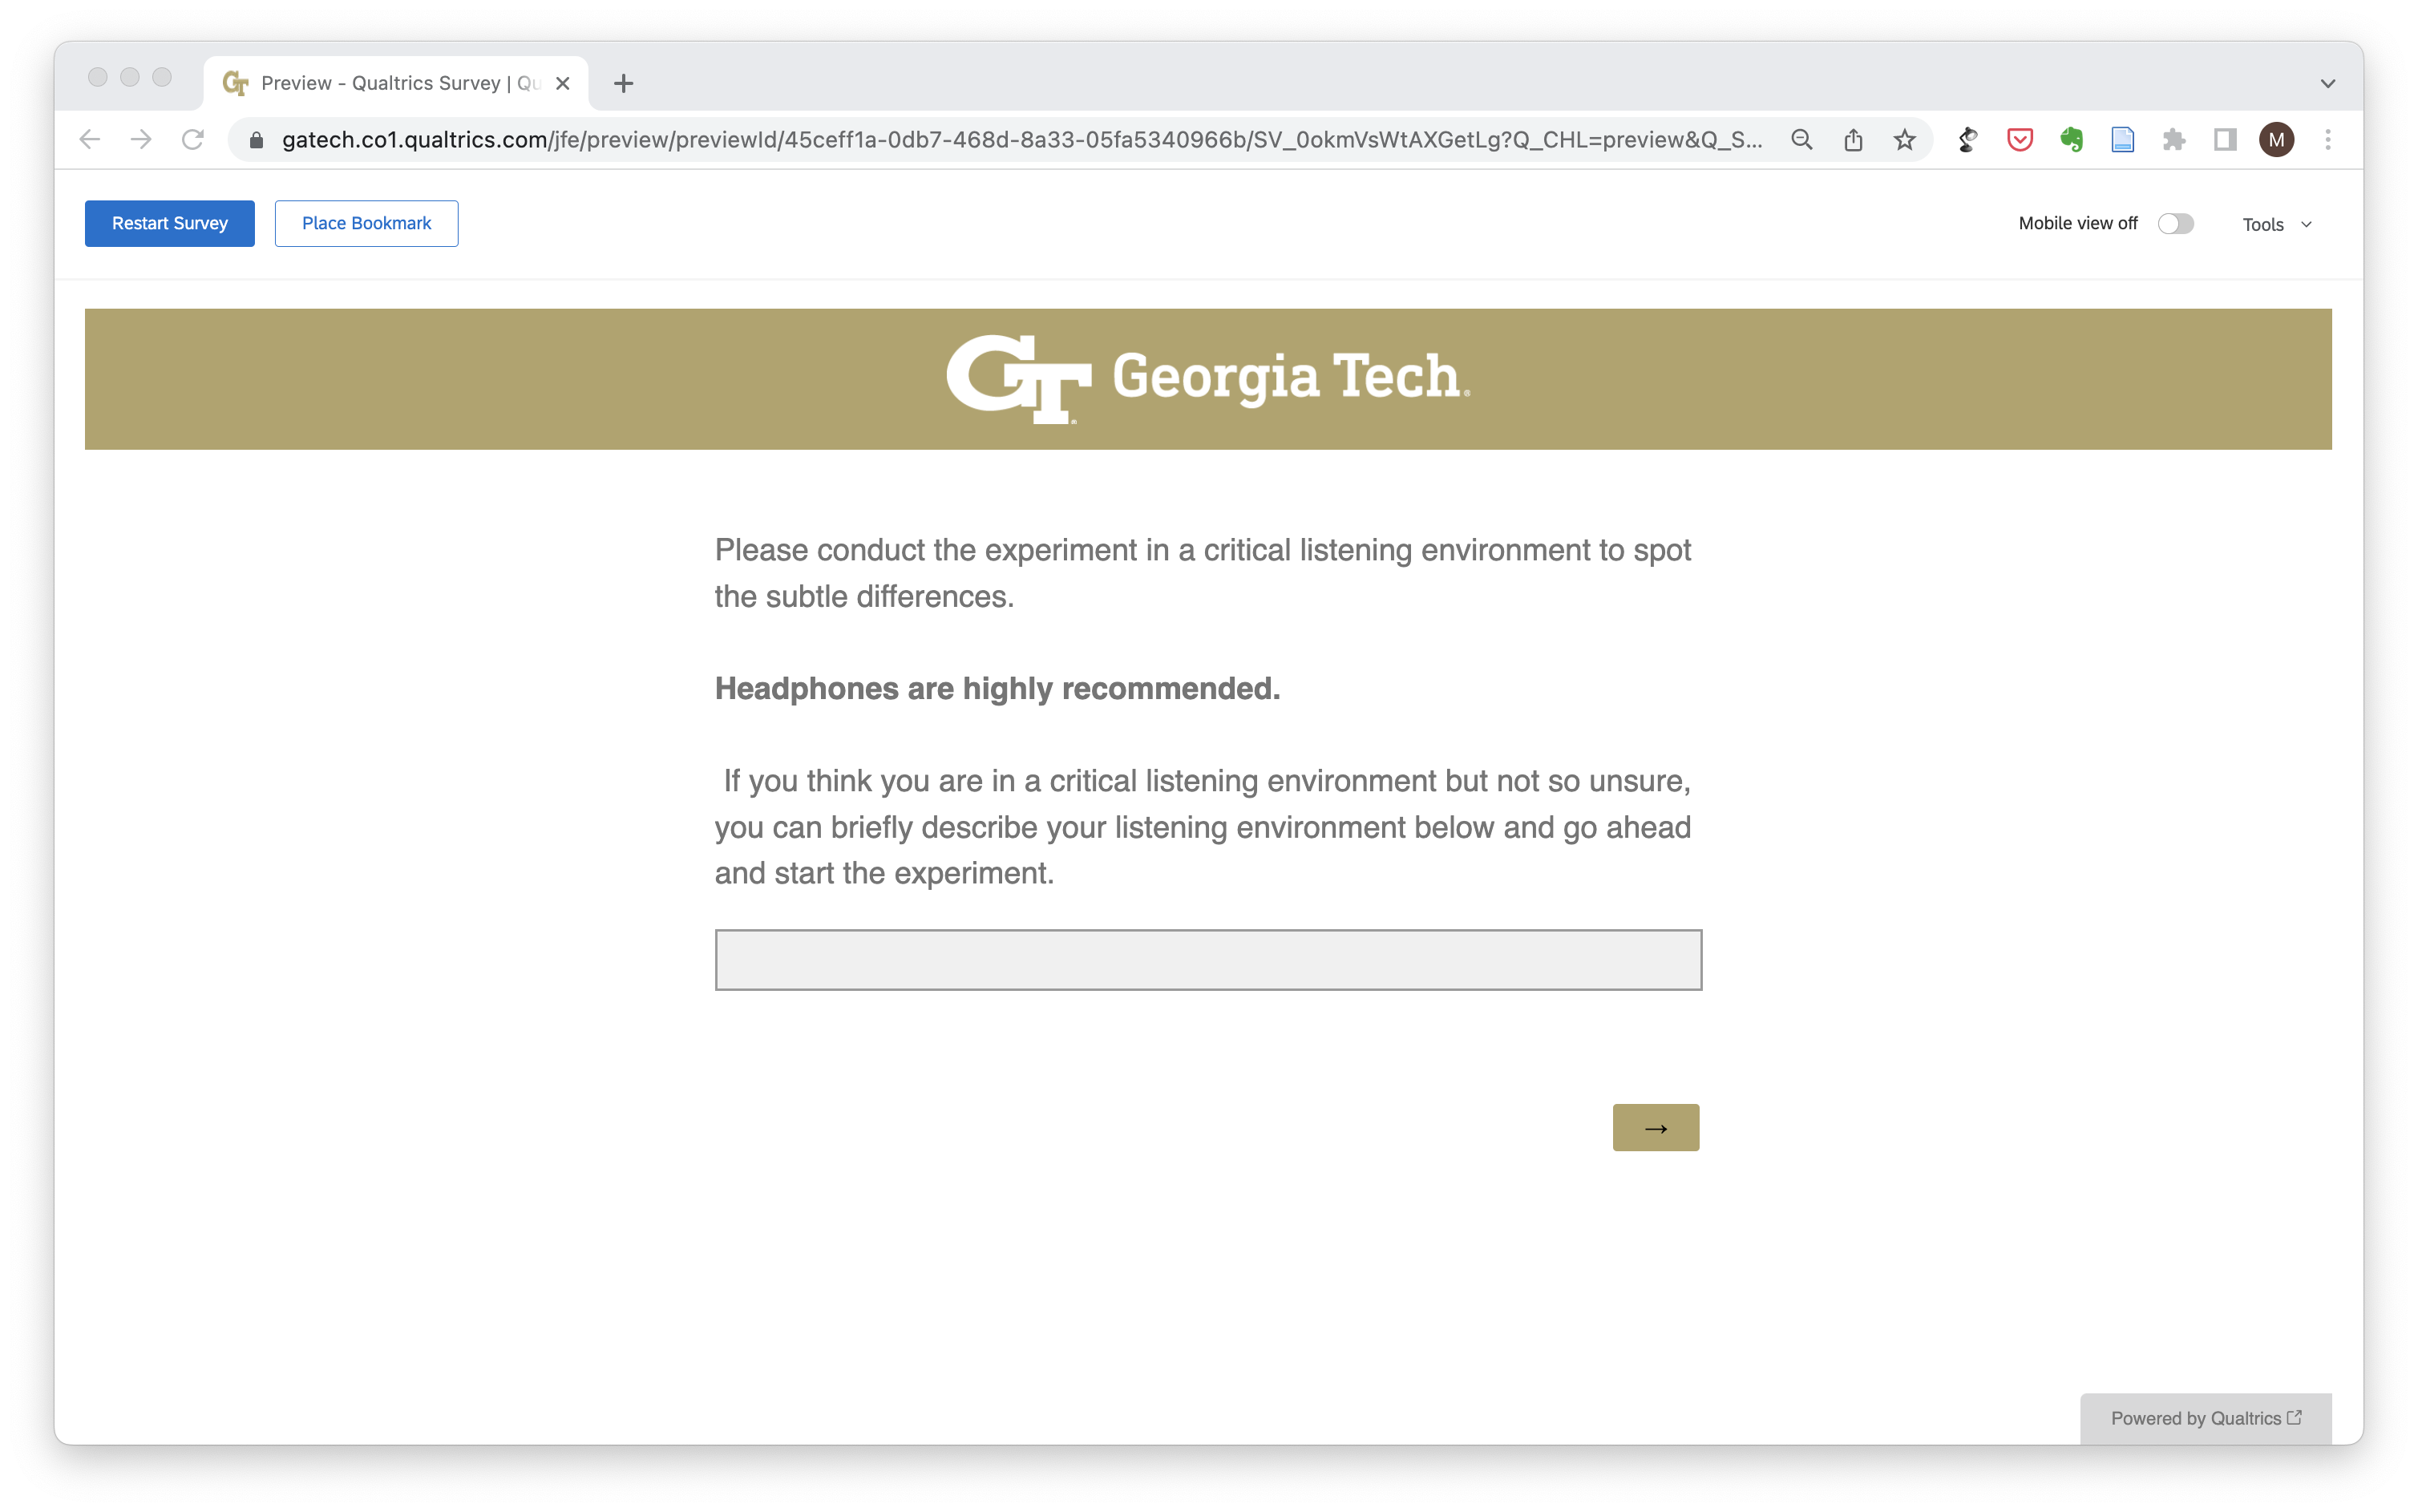 Preview - Qualtrics Survey | Qu
gatech.co1.qualtrics.com/jfe/preview/previewId/45ceff1a-0db7-468d-8a33-05fa5340966b/SV_0okmVsWtAXGetLg?Q_CHL=preview&Q_S...
M
Restart Survey
Place Bookmark
Mobile view off
Tools
GT Georgia Tech
Please conduct the experiment in a critical listening environment to spot
the subtle differences.
Headphones are highly recommended.
If you think you are in a critical listening environment but not so unsure,
you can briefly describe your listening environment below and go ahead
and start the experiment.
→
Powered by Qualtrics